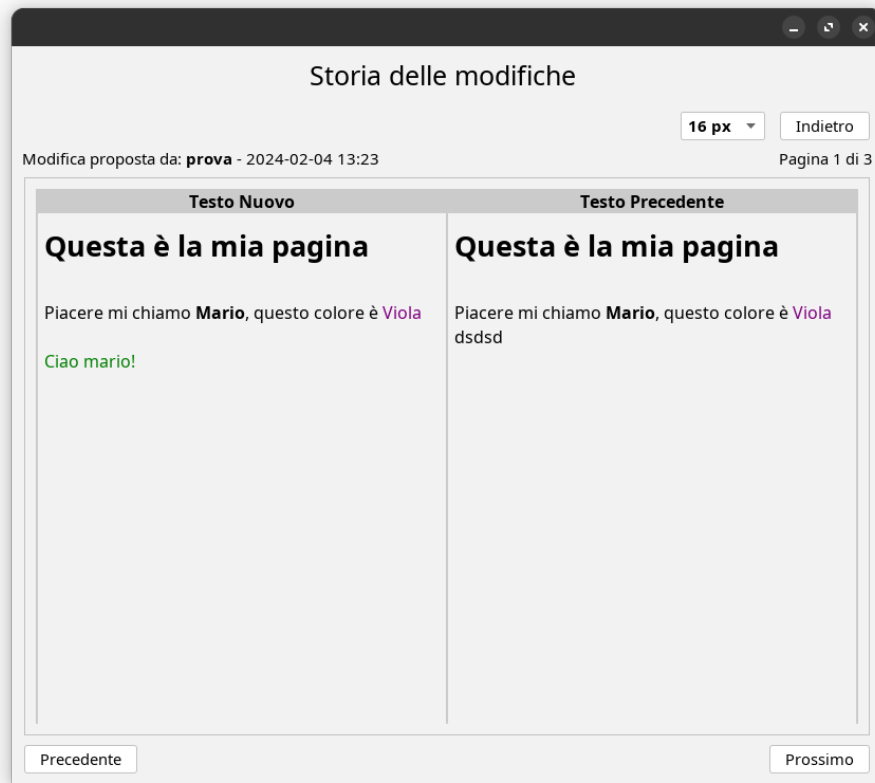 Storia delle modifiche
16 px
Indietro
Modifica proposta da: prova - 2024-02-04 13:23
Pagina 1 di 3
Testo Nuovo
Questa è la mia pagina
Piacere mi chiamo Mario, questo colore è Viola
Ciao mario!
Testo Precedente
Questa è la mia pagina
Piacere mi chiamo Mario, questo colore è Viola
dsdsd
Precedente
Prossimo